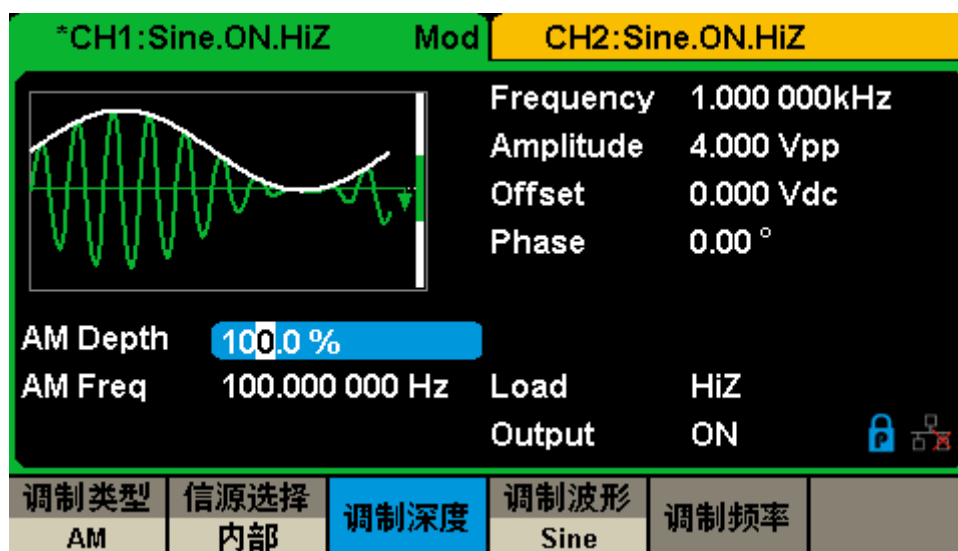 *CH1:Sine.ON.HiZ Mod CH2:Sine.ON.HiZ
Frequency 1.000 000kHz
Amplitude 4.000 Vpp
Offset 0.000 Vdc
Phase 0.00 °
AM Depth 100.0 %
AM Freq 100.000 000 Hz Load HiZ
Output ON
调制类型 信源选择 调制深度 调制波形 调制频率
AM 内部 Sine